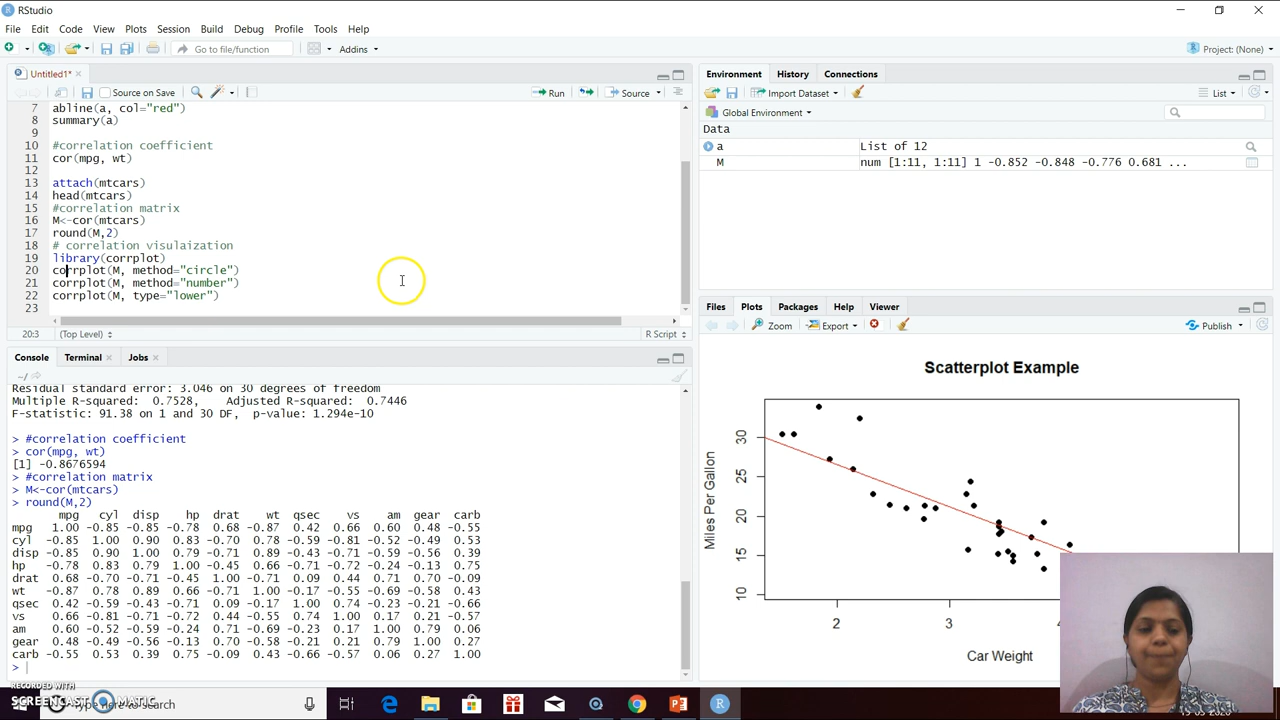 RStudio
File Edit Code View Plots Session Build Debug Profile Tools Help
Go to file/function Addins Project: (None)
Untitled1*
Source on Save Run Source
7 abline(a, col="red")
8 summary(a)
9
10 #correlation coefficient
11 cor(mpg, wt)
12
13 attach(mtcars)
14 head(mtcars)
15 #correlation matrix
16 M<-cor(mtcars)
17 round(M,2)
18 # correlation visulaization
19 library(corrplot)
20 corrplot(M, method="circle")
21 corrplot(M, method="number")
22 corrplot(M, type="lower")
23
20:3 (Top Level) R Script
Console Terminal Jobs
~/
Residual standard error: 3.046 on 30 degrees of freedom
Multiple R-squared: 0.7528, Adjusted R-squared: 0.7446
F-statistic: 91.38 on 1 and 30 DF, p-value: 1.294e-10
> #correlation coefficient
> cor(mpg, wt)
[1] -0.8676594
> #correlation matrix
> M<-cor(mtcars)
> round(M,2)
mpg cyl disp hp drat wt qsec vs am gear carb
mpg 1.00 -0.85 -0.85 -0.78 0.68 -0.87 0.42 0.66 0.60 0.48 -0.55
cyl -0.85 1.00 0.90 0.83 -0.70 0.78 -0.59 -0.81 -0.52 -0.49 0.53
disp -0.85 0.90 1.00 0.79 -0.71 0.89 -0.43 -0.71 -0.59 -0.56 0.39
hp -0.78 0.83 0.79 1.00 -0.45 0.66 -0.71 -0.72 -0.24 -0.13 0.75
drat 0.68 -0.70 -0.71 -0.45 1.00 -0.71 0.09 0.44 0.71 0.70 -0.09
wt -0.87 0.78 0.89 0.66 -0.71 1.00 -0.17 -0.55 -0.69 -0.58 0.43
qsec 0.42 -0.59 -0.43 -0.71 0.09 -0.17 1.00 0.74 -0.23 -0.21 -0.66
vs 0.66 -0.81 -0.71 -0.72 0.44 -0.55 0.74 1.00 0.17 0.21 -0.57
am 0.60 -0.52 -0.59 -0.24 0.71 -0.69 -0.23 0.17 1.00 0.79 0.06
gear 0.48 -0.49 -0.56 -0.13 0.70 -0.58 -0.21 0.21 0.79 1.00 0.27
carb -0.55 0.53 0.39 0.75 -0.09 0.43 -0.66 -0.57 0.06 0.27 1.00
>
Environment History Connections
Import Dataset List
Global Environment
Data
a List of 12
M num [1:11, 1:11] 1 -0.852 -0.848 -0.776 0.681 ...
Files Plots Packages Help Viewer
Zoom Export Publish
Scatterplot Example
Miles Per Gallon
30
25
20
15
10
2 3
Car Weight
RECORDED WITH
SCREENCAST MATIC
Type here to search